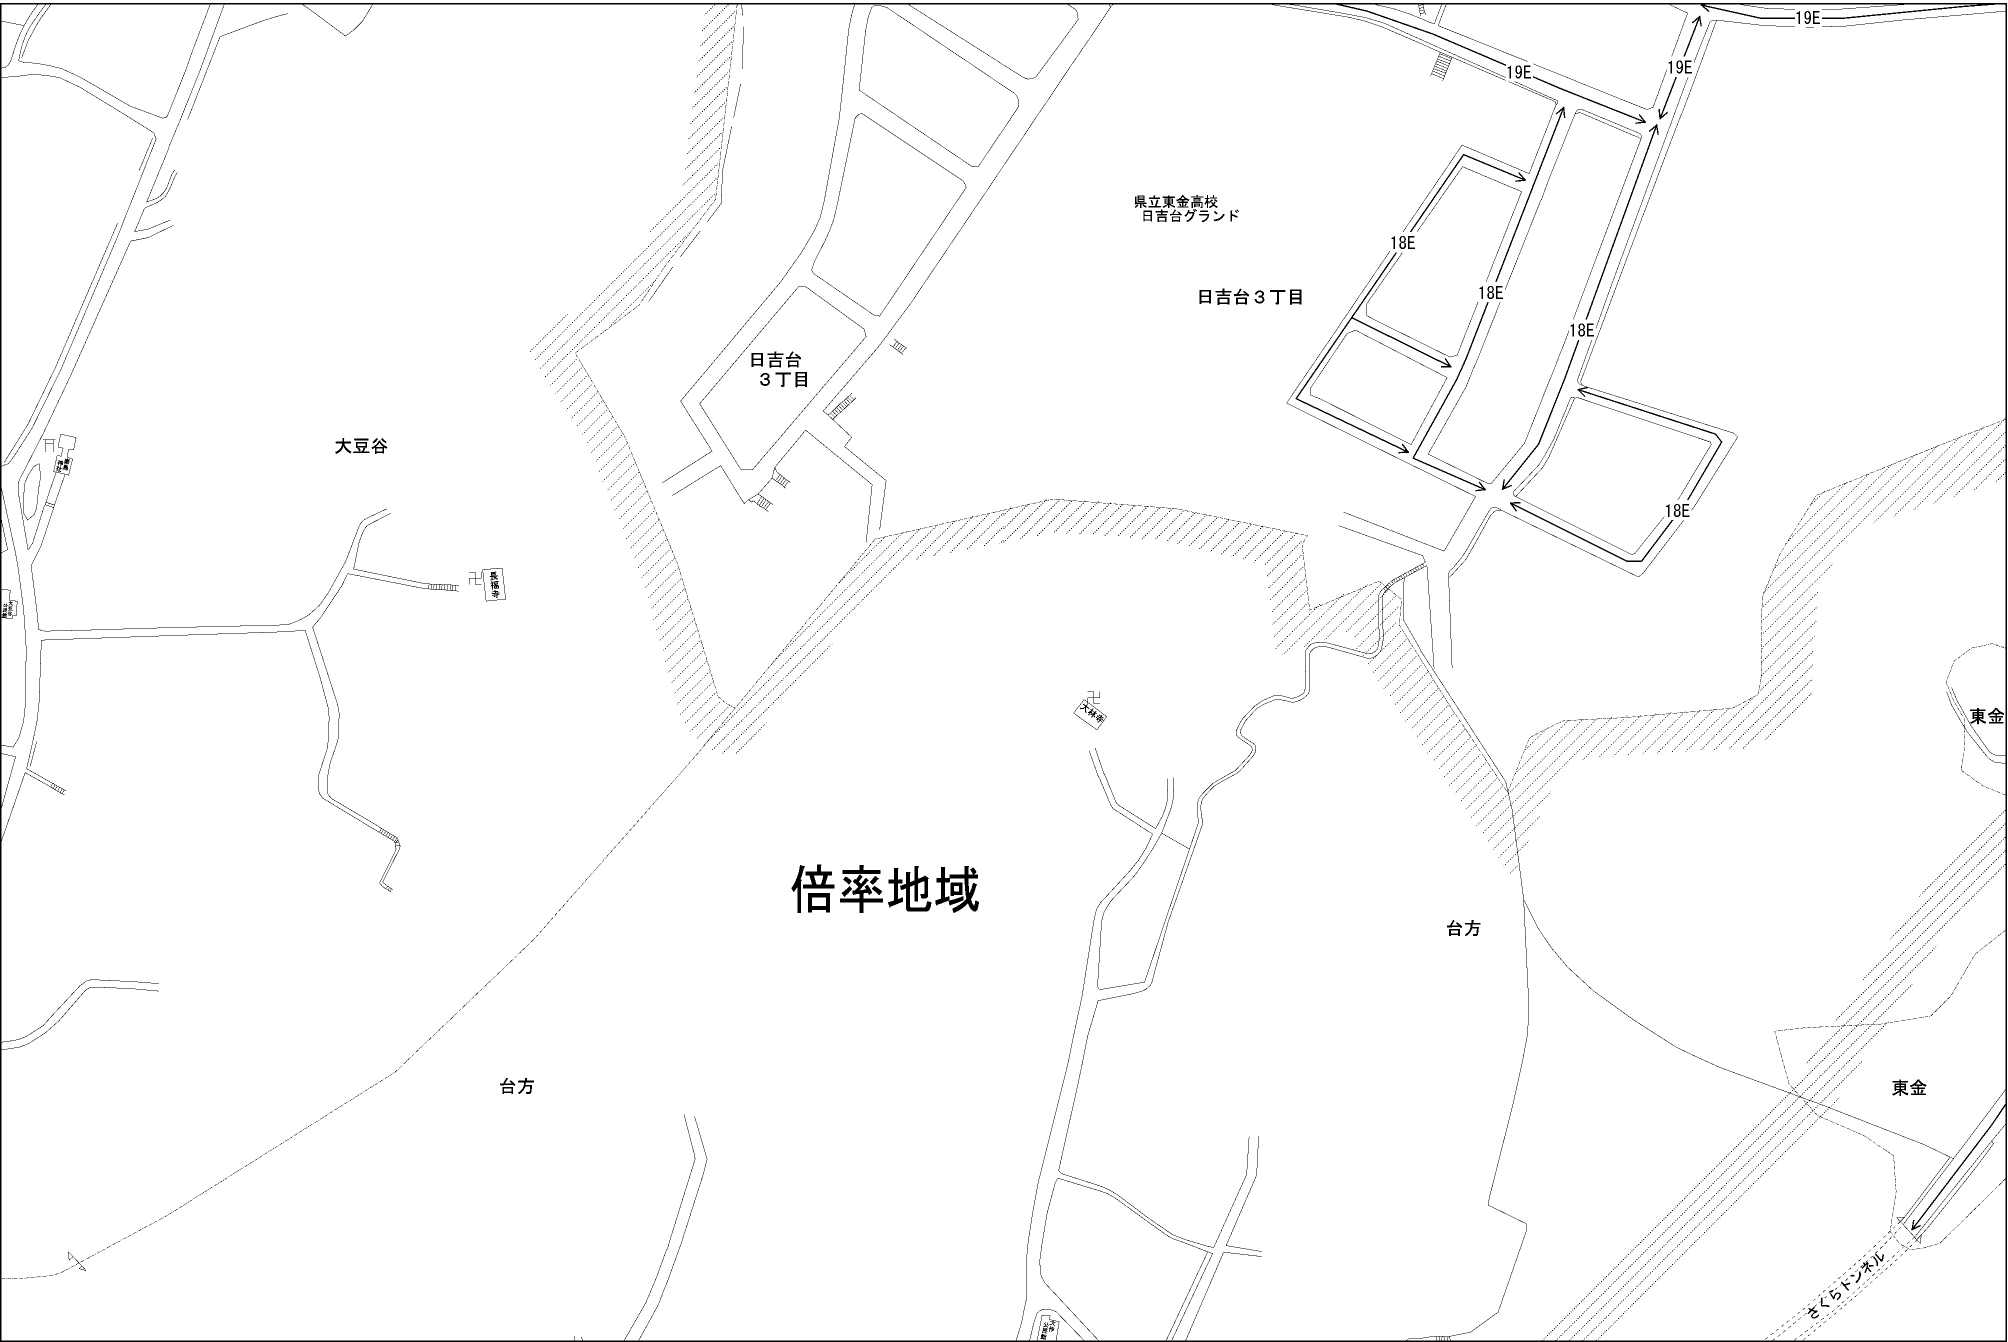 19E
19E
19E
県立東金高校
日吉台グランド
18E
18E
日吉台３丁目
18E
日吉台
３丁目
大豆谷
18E
長福寺
大林寺
東金
倍率地域
台方
台方
東金
さくらトンネル